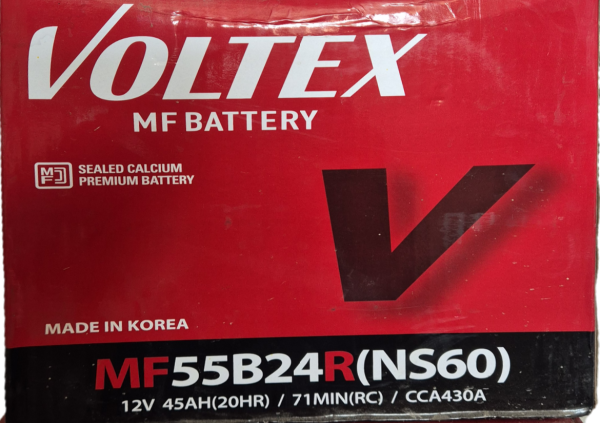 VOLTEX
MF BATTERY
MF
SEALED CALCIUM
PREMIUM BATTERY
V
MADE IN KOREA
MF55B24R(NS60)
12V 45AH(20HR) / 71MIN(RC) / CCA430A